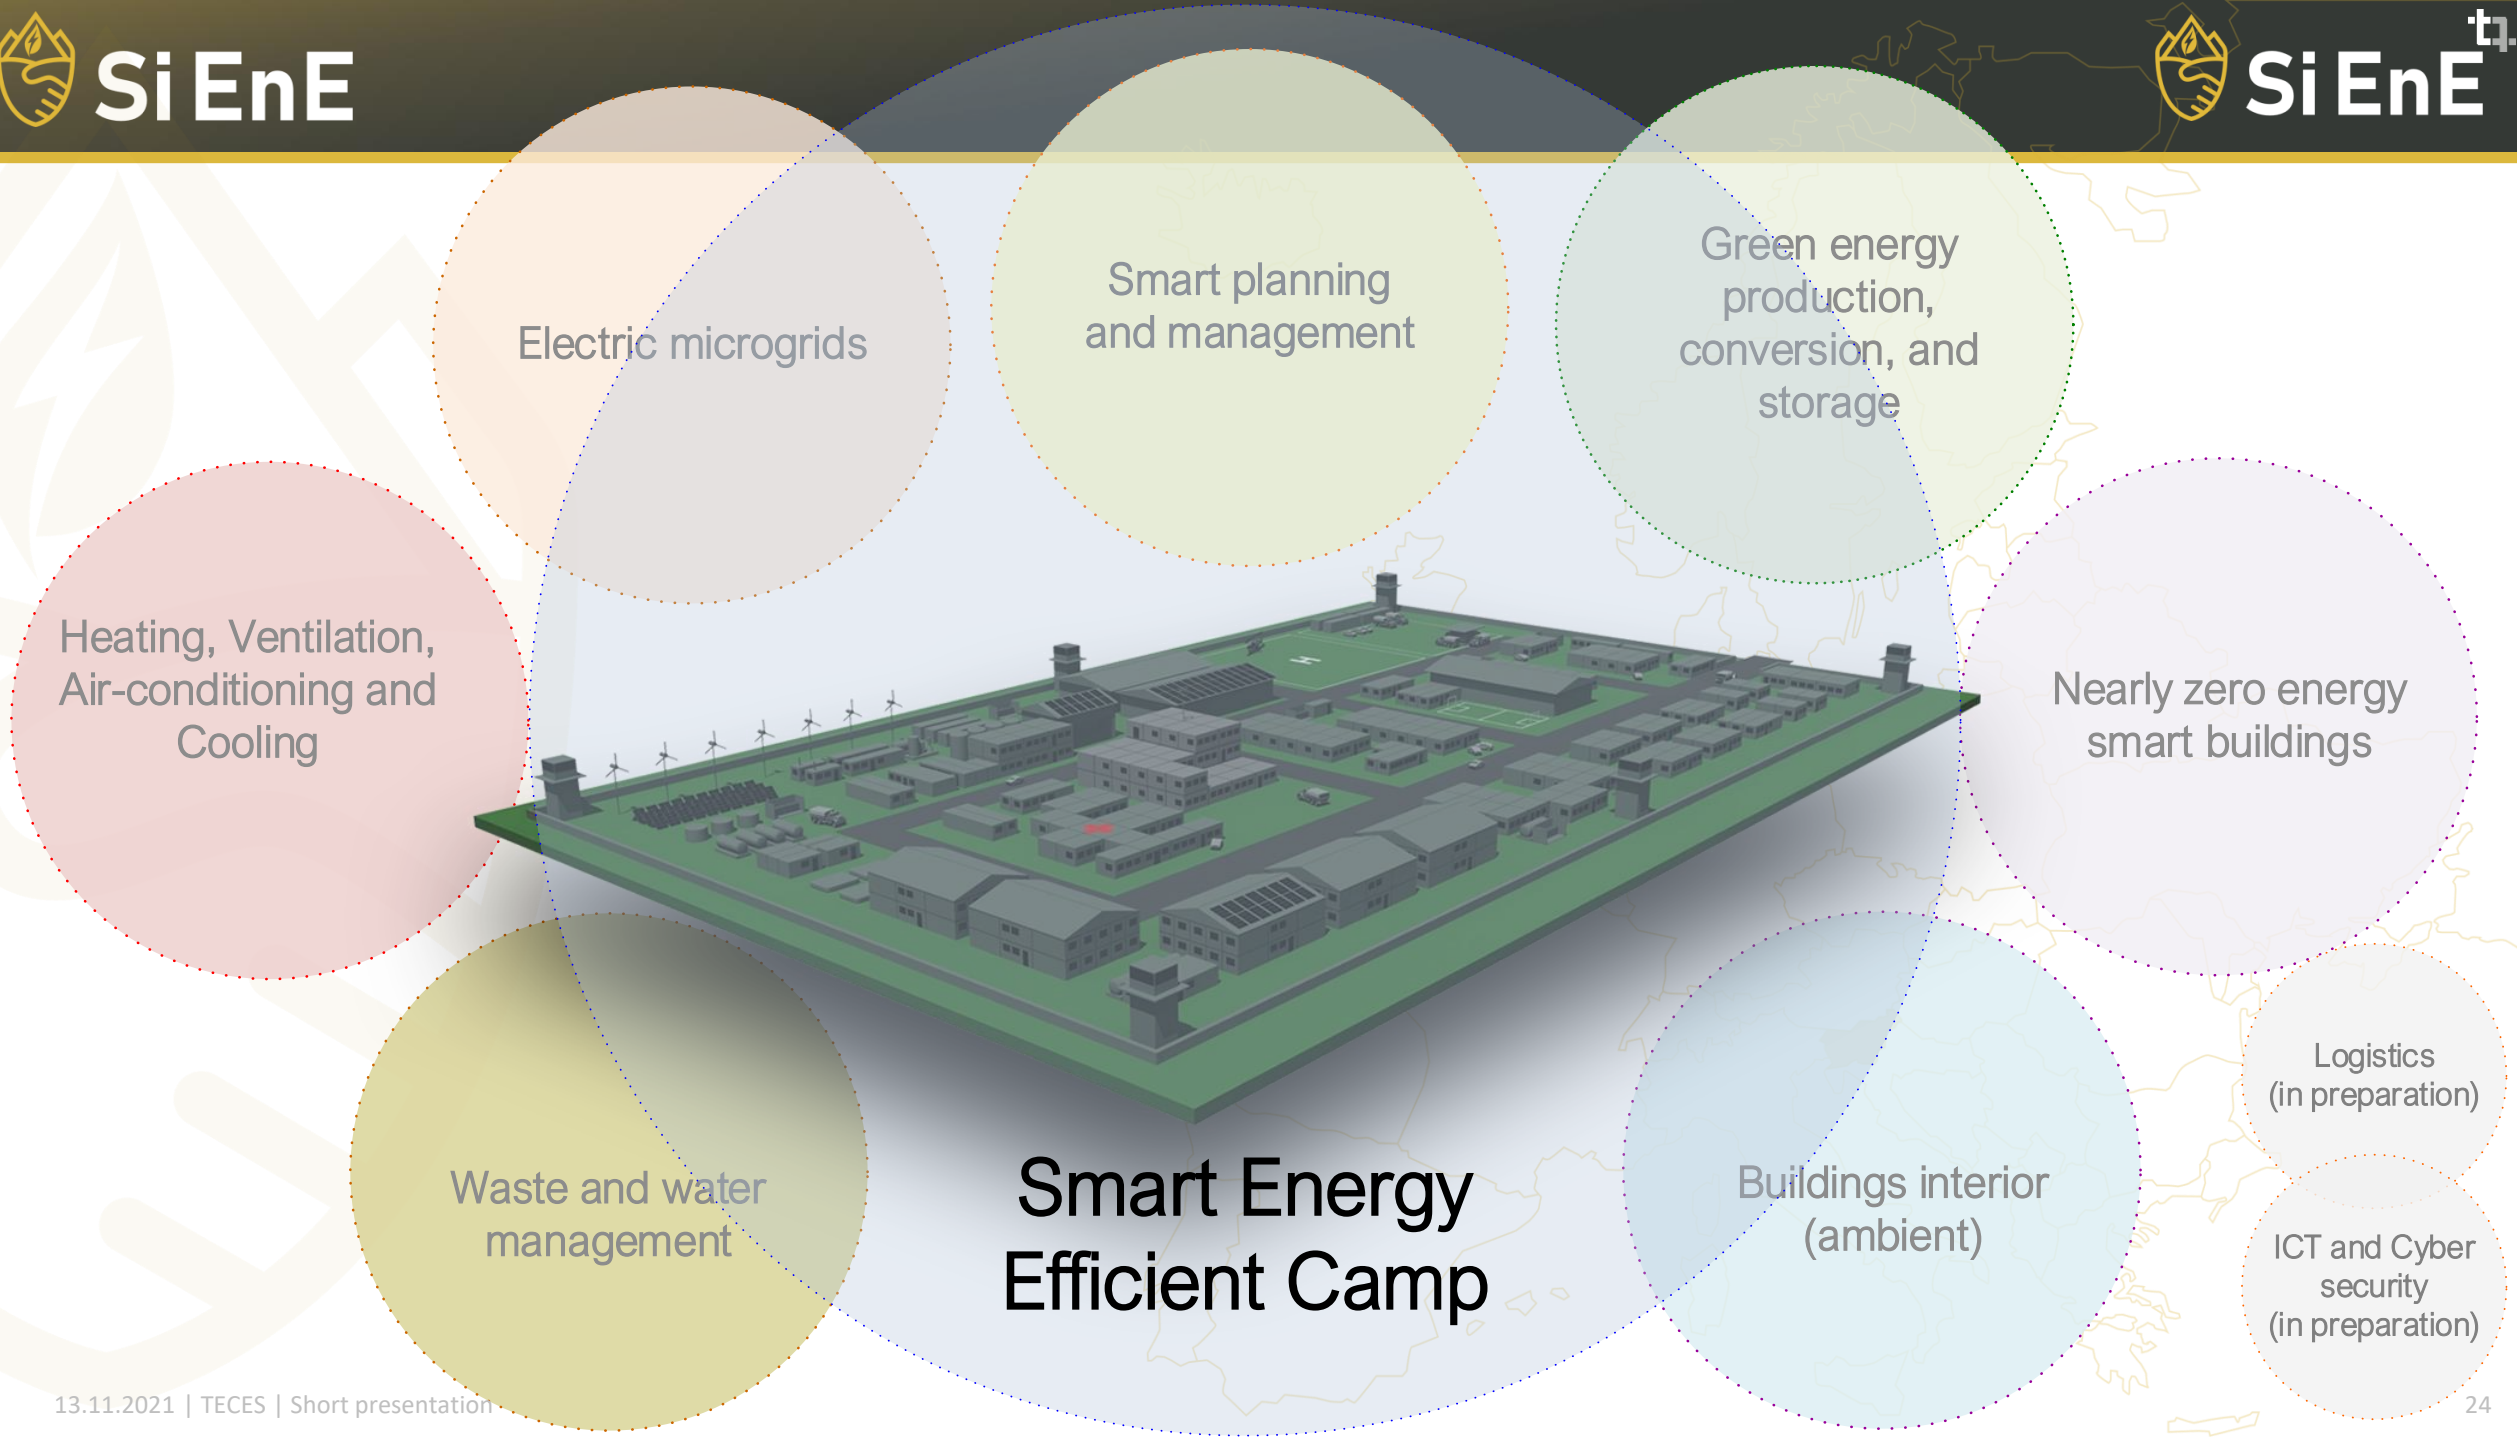 Si EnE
Si EnE
Electric microgrids
Smart planning
and management
Green energy
production,
conversion, and
storage
Heating, Ventilation,
Air-conditioning and
Cooling
Nearly zero energy
smart buildings
H
Waste and water
management
Smart Energy
Efficient Camp
Buildings interior
(ambient)
Logistics
(in preparation)
ICT and Cyber
security
(in preparation)
13.11.2021 | TECES | Short presentation
24